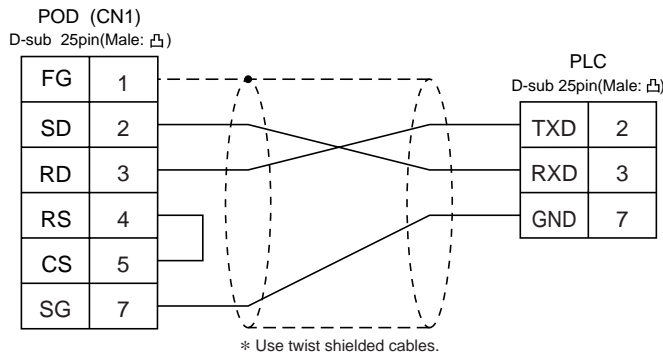 POD (CN1)
D-sub 25pin(Male: 凸)
FG 1
SD 2
RD 3
RS 4
CS 5
SG 7
PLC
D-sub 25pin(Male: 凸)
TXD 2
RXD 3
GND 7
* Use twist shielded cables.